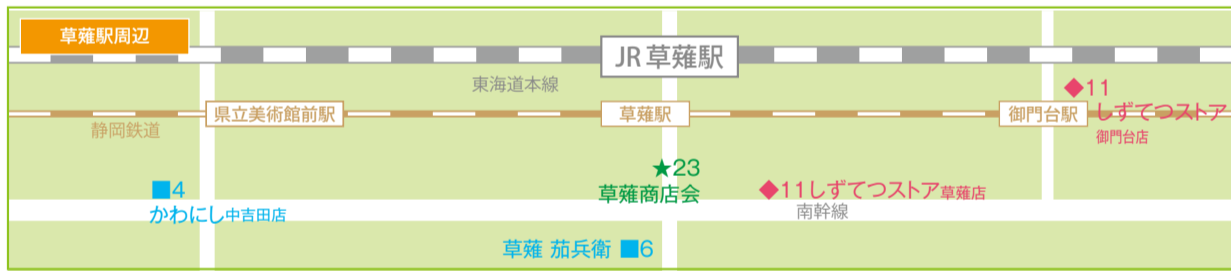 草薙駅周辺
JR草薙駅
東海道本線
県立美術館前駅
草薙駅
御門台駅
静岡鉄道
◆11
しずてつストア
御門台店
★23
草薙商店会
■4
かわにし中吉田店
◆11しずてつストア草薙店
南幹線
草薙 茄兵衛 ■6